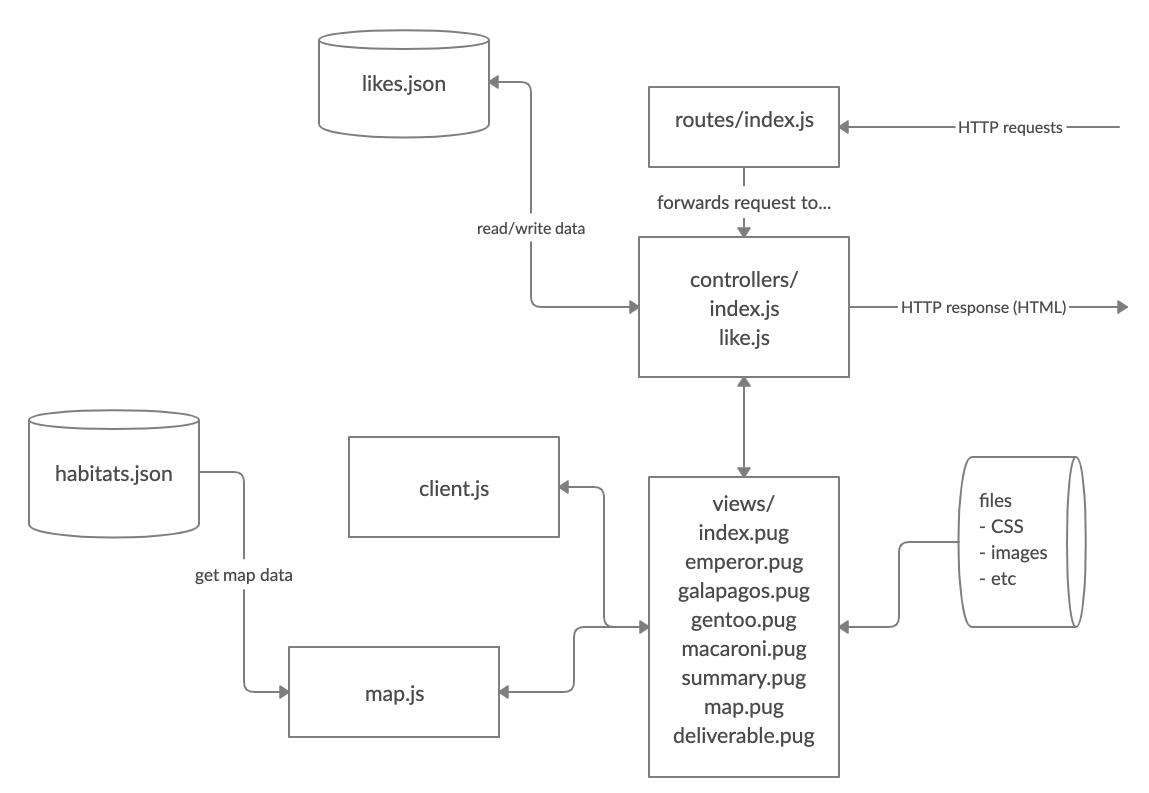 likes.json
routes/index.js
HTTP requests
forwards request to...
read/write data
controllers/
index.js
like.js
HTTP response (HTML)
habitats.json
client.js
views/
index.pug
emperor.pug
galapagos.pug
gentoo.pug
macaroni.pug
summary.pug
map.pug
deliverable.pug
files
- CSS
- images
- etc
get map data
map.js